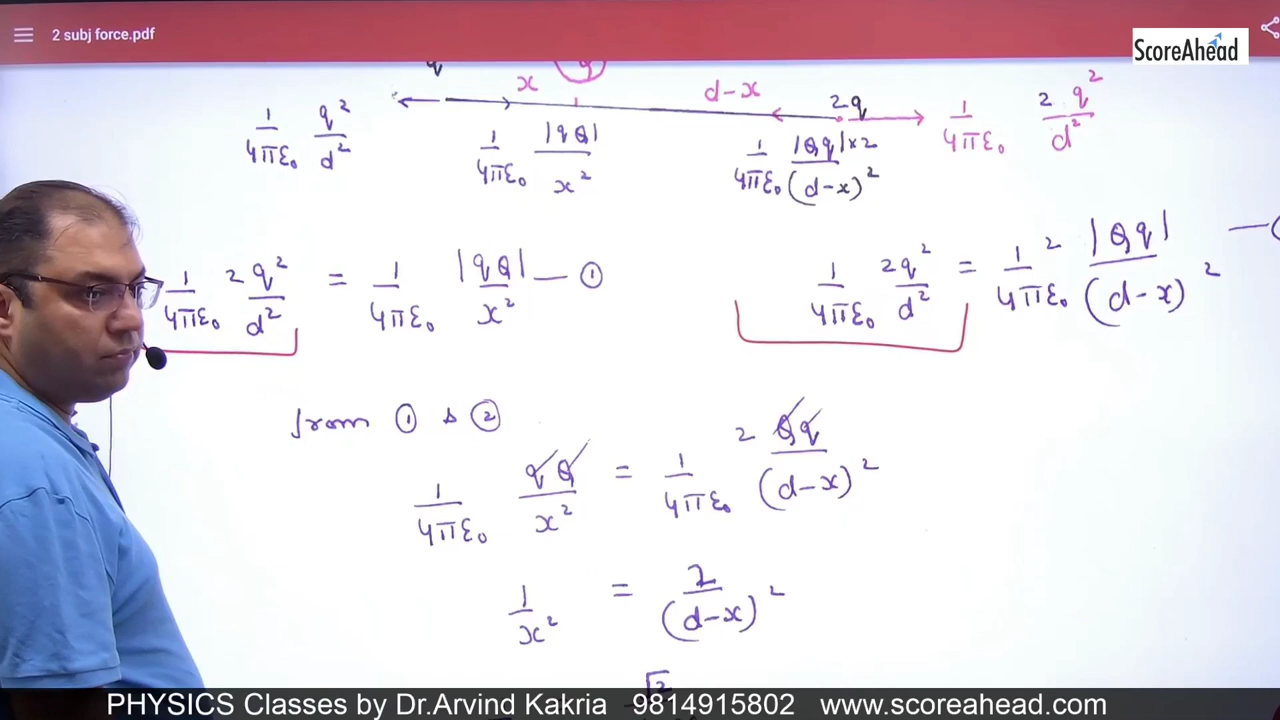 2 subj force.pdf
ScoreAhead
q x d-x 2q
1/4πε₀ q²/d² 1/4πε₀ |qQ|/x² 1/4πε₀ |Qq|×2/(d-x)² 1/4πε₀ 2q²/d²
1/4πε₀ 2q²/d² = 1/4πε₀ |qQ|/x² — ① 1/4πε₀ 2q²/d² = 1/4πε₀ 2 |Qq|/(d-x)² —
from ① & ②
1/4πε₀ qQ/x² = 1/4πε₀ 2 Qq/(d-x)²
1/x² = 2/(d-x)²
√2
PHYSICS Classes by Dr.Arvind Kakria 9814915802 www.scoreahead.com